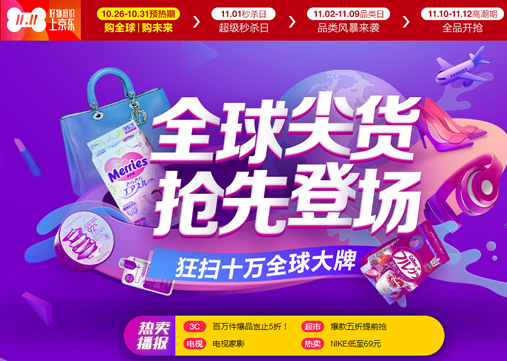 11.11
好物低价
上京东
10.26-10.31预热期
购全球|购未来
11.01秒杀日
超级秒杀日
11.02-11.09品类日
品类风暴来袭
11.10-11.12高潮期
全品开抢
全球尖货
抢先登场
Merries
狂扫十万全球大牌
热卖
播报
3C 百万件爆品岂止5折！
超市 爆款五折提前抢
电视 电视家影
热卖 NIKE低至69元